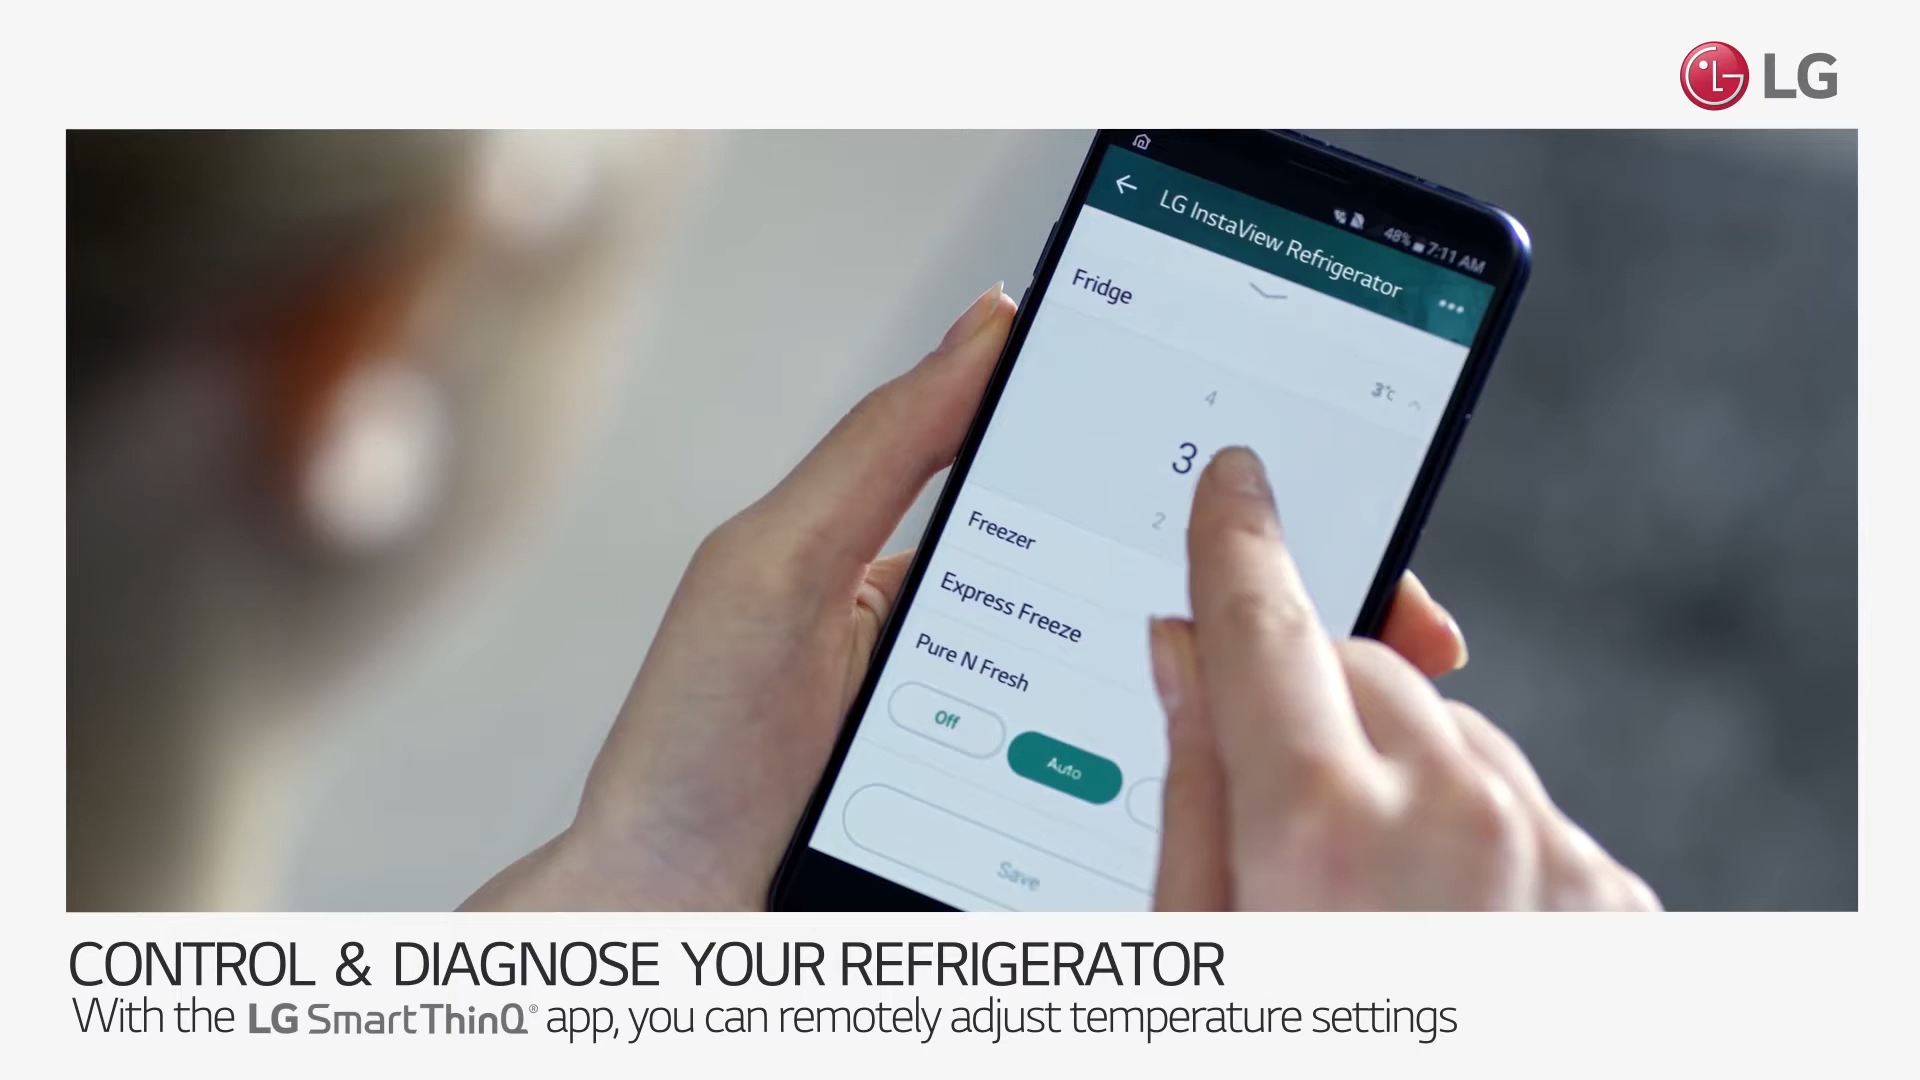 LG
48% 7:11 AM
LG InstaView Refrigerator
Fridge
3°c
4
3
2
Freezer
Express Freeze
Pure N Fresh
Off
Auto
Save
CONTROL & DIAGNOSE YOUR REFRIGERATOR
With the LG SmartThinQ® app, you can remotely adjust temperature settings